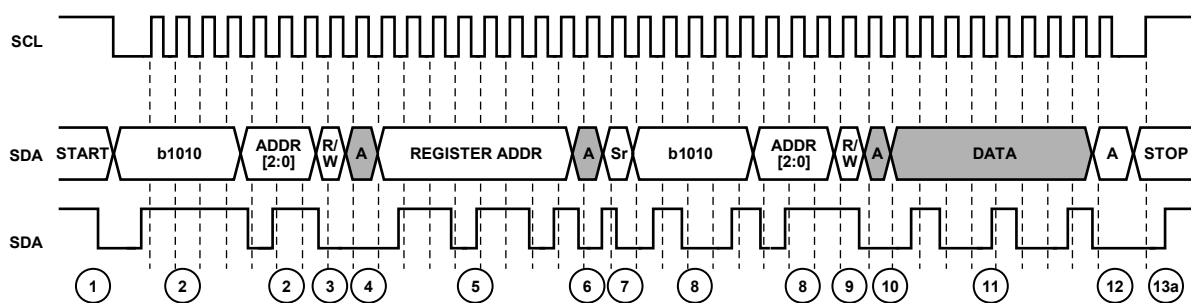 SCL
SDA START b1010 ADDR [2:0] R/W A REGISTER ADDR A Sr b1010 ADDR [2:0] R/W A DATA A STOP
SDA
1 2 2 3 4 5 6 7 8 8 9 10 11 12 13a